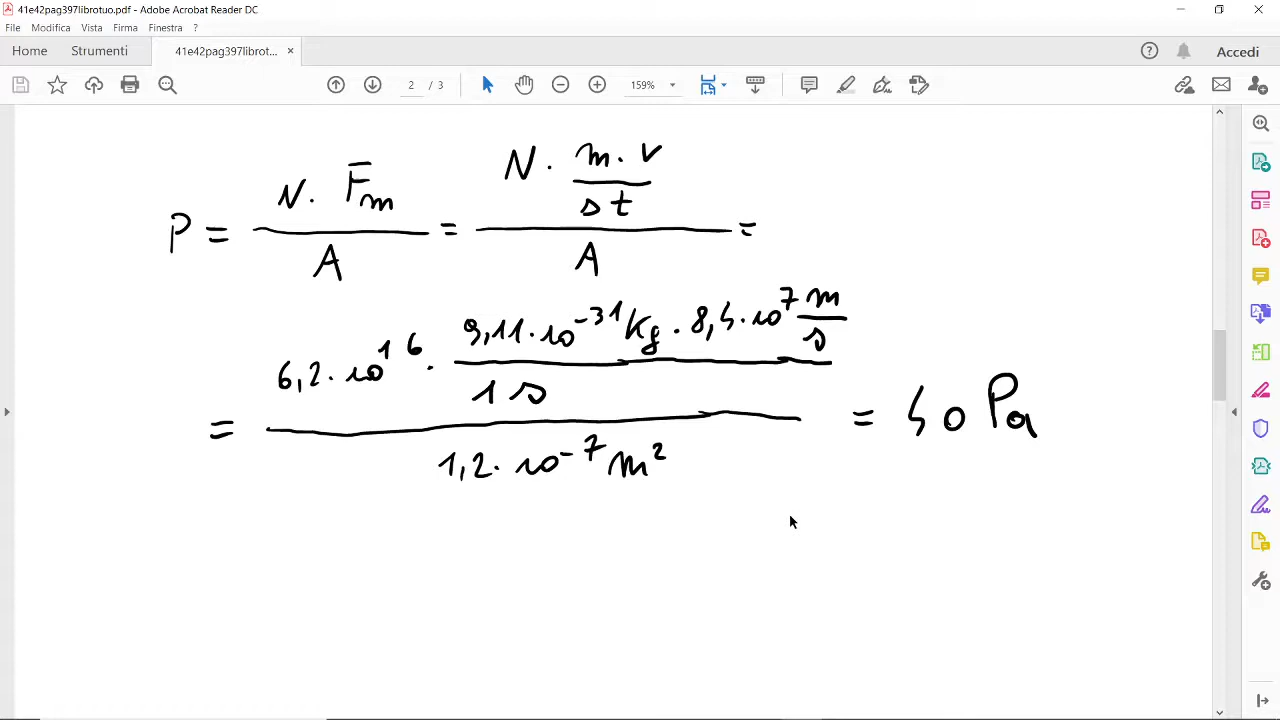 41e42pag397librotuo.pdf - Adobe Acrobat Reader DC
File Modifica Vista Firma Finestra ?
Home Strumenti 41e42pag397librot... × Accedi
2 / 3 159%
P = N · F̄m / A = N · (m · v / Δt) / A =
= 6,2 · 10^16 · (9,11 · 10^-31 Kg · 8,4 · 10^7 m/s / 1 s) / 1,2 · 10^-7 m² = 40 Pa